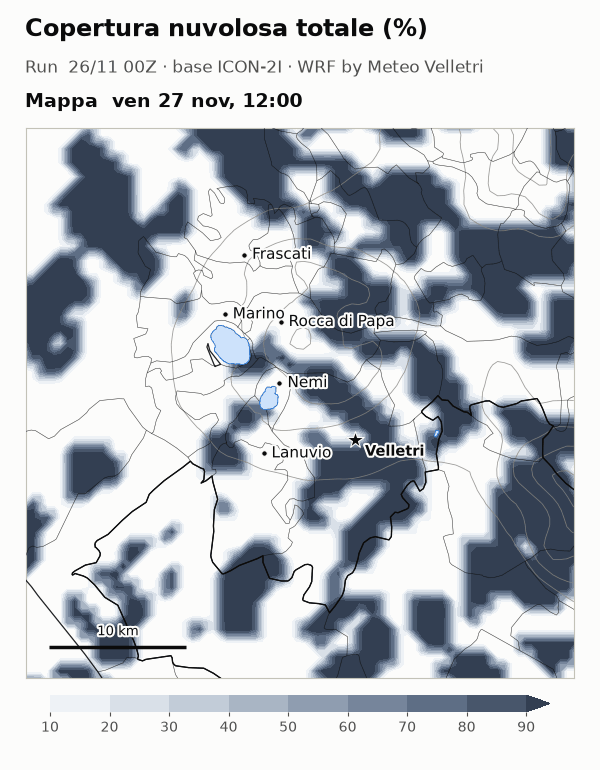 Copertura nuvolosa totale (%)
Run  26/11 00Z · base ICON-2I · WRF by Meteo Velletri
Mappa  ven 27 nov, 12:00
Frascati
Marino
Rocca di Papa
Nemi
Velletri
Lanuvio
10 km
10 20 30 40 50 60 70 80 90